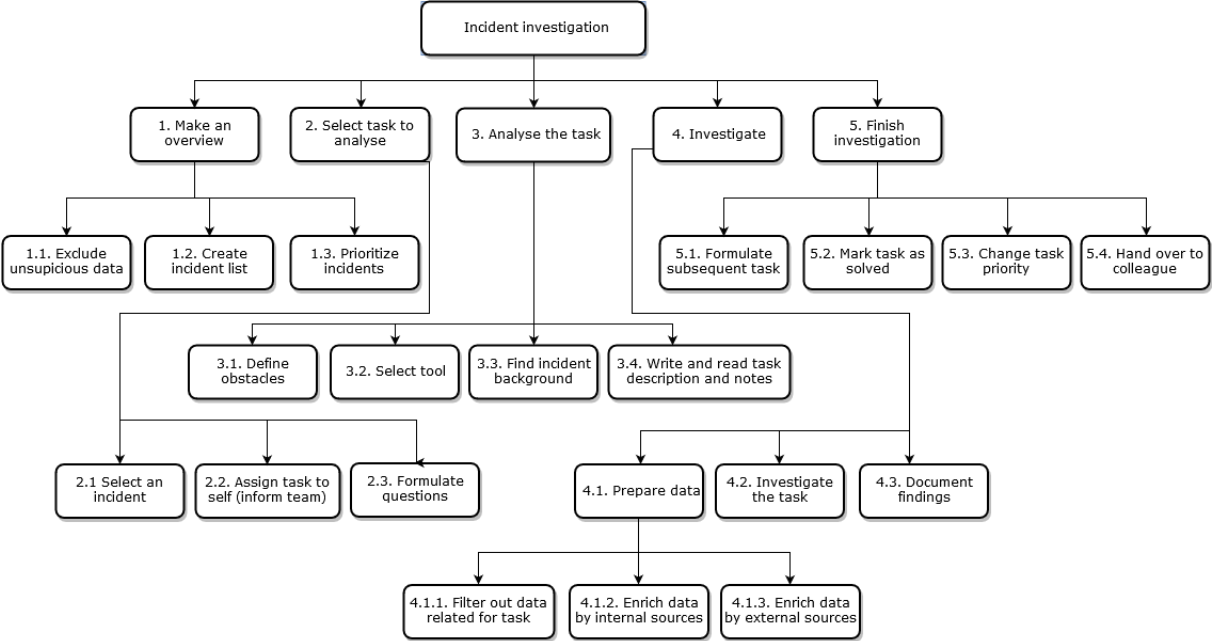 Incident investigation
1. Make an
overview
2. Select task to
analyse
3. Analyse the task
4. Investigate
5. Finish
investigation
1.1. Exclude
unsupicious data
1.2. Create
incident list
1.3. Prioritize
incidents
5.1. Formulate
subsequent task
5.2. Mark task as
solved
5.3. Change task
priority
5.4. Hand over to
colleague
3.1. Define
obstacles
3.2. Select tool
3.3. Find incident
background
3.4. Write and read task
description and notes
2.1 Select an
incident
2.2. Assign task to
self (inform team)
2.3. Formulate
questions
4.1. Prepare data
4.2. Investigate
the task
4.3. Document
findings
4.1.1. Filter out data
related for task
4.1.2. Enrich data
by internal sources
4.1.3. Enrich data
by external sources